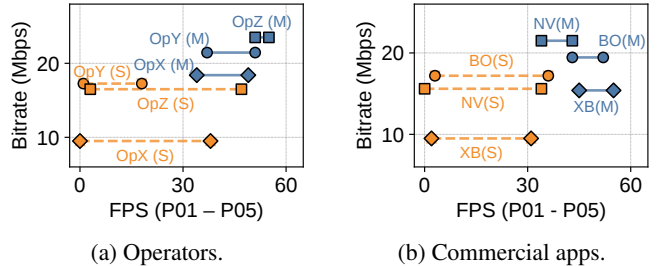 OpZ (M)
OpY (M)
OpX (M)
OpY (S)
OpZ (S)
OpX (S)
Bitrate (Mbps)
20
10
0
30
60
FPS (P01 – P05)
(a) Operators.
NV(M)
BO(M)
BO(S)
XB(M)
NV(S)
XB(S)
Bitrate (Mbps)
20
10
0
30
60
FPS (P01 - P05)
(b) Commercial apps.